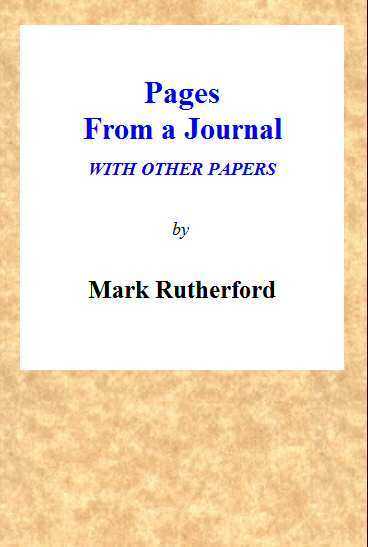 Pages
From a Journal
WITH OTHER PAPERS
by
Mark Rutherford